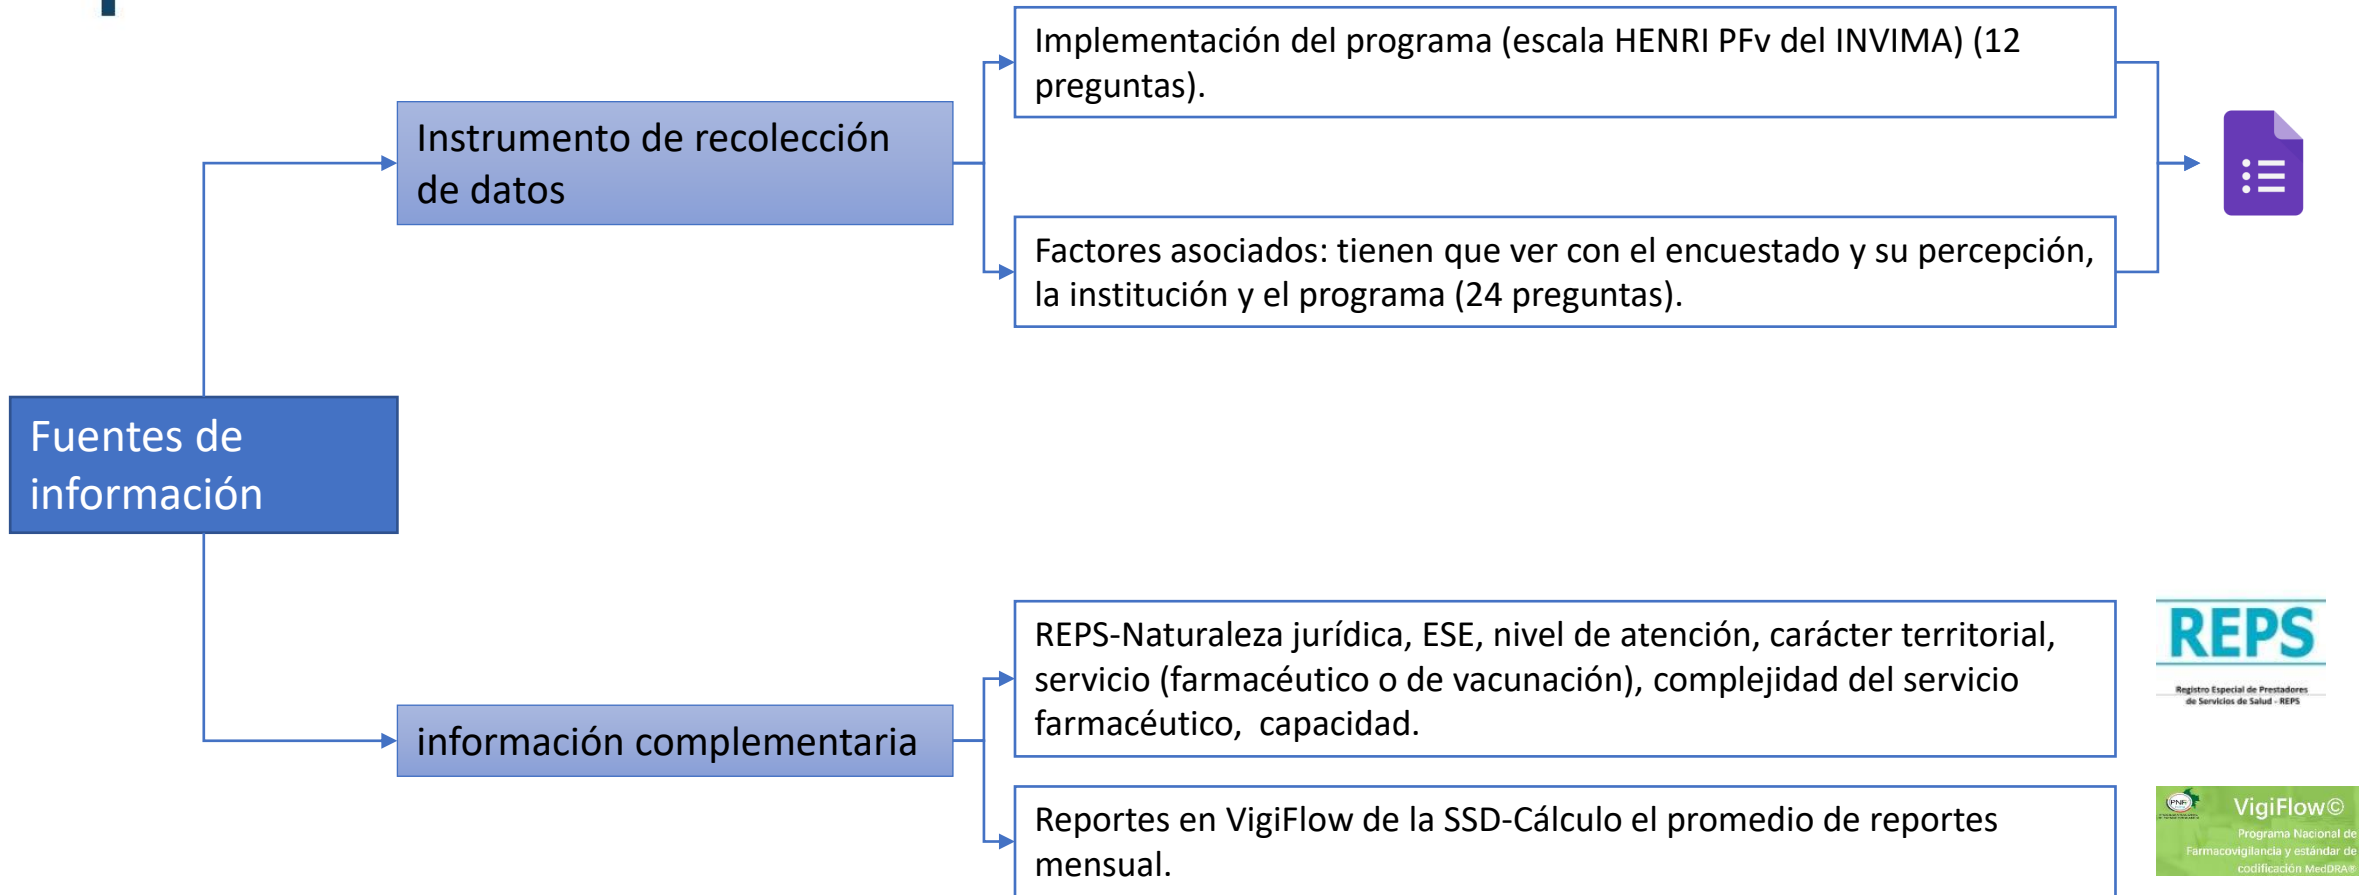 Implementación del programa (escala HENRI PFv del INVIMA) (12
preguntas).
Instrumento de recolección
de datos
Factores asociados: tienen que ver con el encuestado y su percepción,
la institución y el programa (24 preguntas).
Fuentes de
información
REPS-Naturaleza jurídica, ESE, nivel de atención, carácter territorial,
servicio (farmacéutico o de vacunación), complejidad del servicio
farmacéutico, capacidad.
REPS
Registro Especial de Prestadores
de Servicios de Salud - REPS
información complementaria
Reportes en VigiFlow de la SSD-Cálculo el promedio de reportes
mensual.
VigiFlow©
Programa Nacional de
Farmacovigilancia y estándar de
codificación MedDRA®